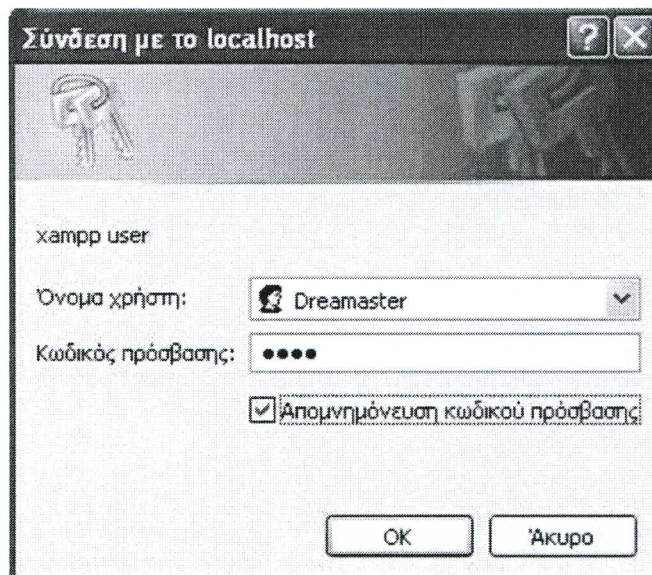 Σύνδεση με το localhost
xampp user
Όνομα χρήστη:
Dreamaster
Κωδικός πρόσβασης:
••••
Απομνημόνευση κωδικού πρόσβασης
OK
Άκυρο